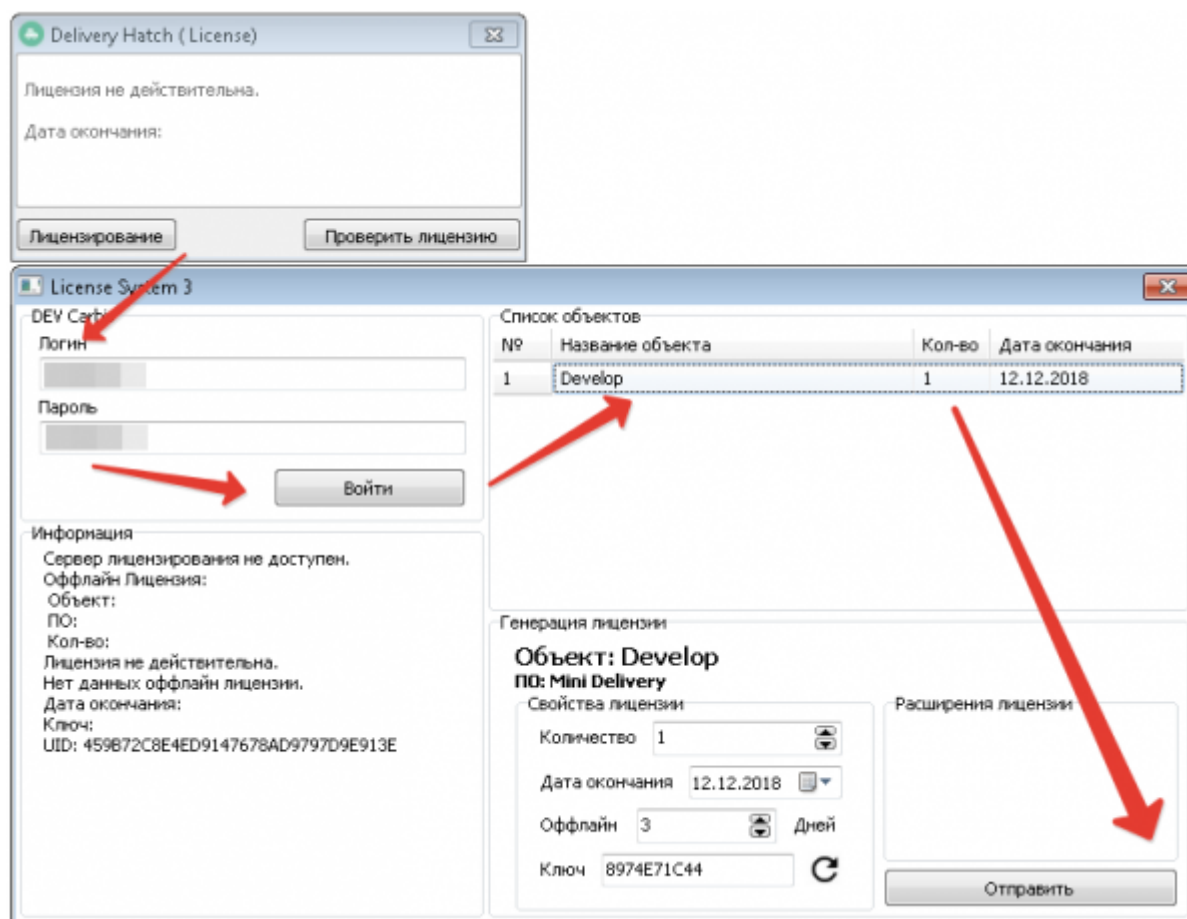 Delivery Hatch ( License)
Лицензия не действительна.
Дата окончания:
Лицензирование
Проверить лицензию
License System 3
DEV Carbi
Логин
Пароль
Войти
Информация
Сервер лицензирования не доступен.
Оффлайн Лицензия:
Объект:
ПО:
Кол-во:
Лицензия не действительна.
Нет данных оффлайн лицензии.
Дата окончания:
Ключ:
UID: 459B72C8E4ED9147678AD9797D9E913E
Список объектов
№ Название объекта Кол-во Дата окончания
1 Develop 1 12.12.2018
Генерация лицензии
Объект: Develop
ПО: Mini Delivery
Свойства лицензии
Количество 1
Дата окончания 12.12.2018
Оффлайн 3 Дней
Ключ 8974E71C44
Расширения лицензии
Отправить